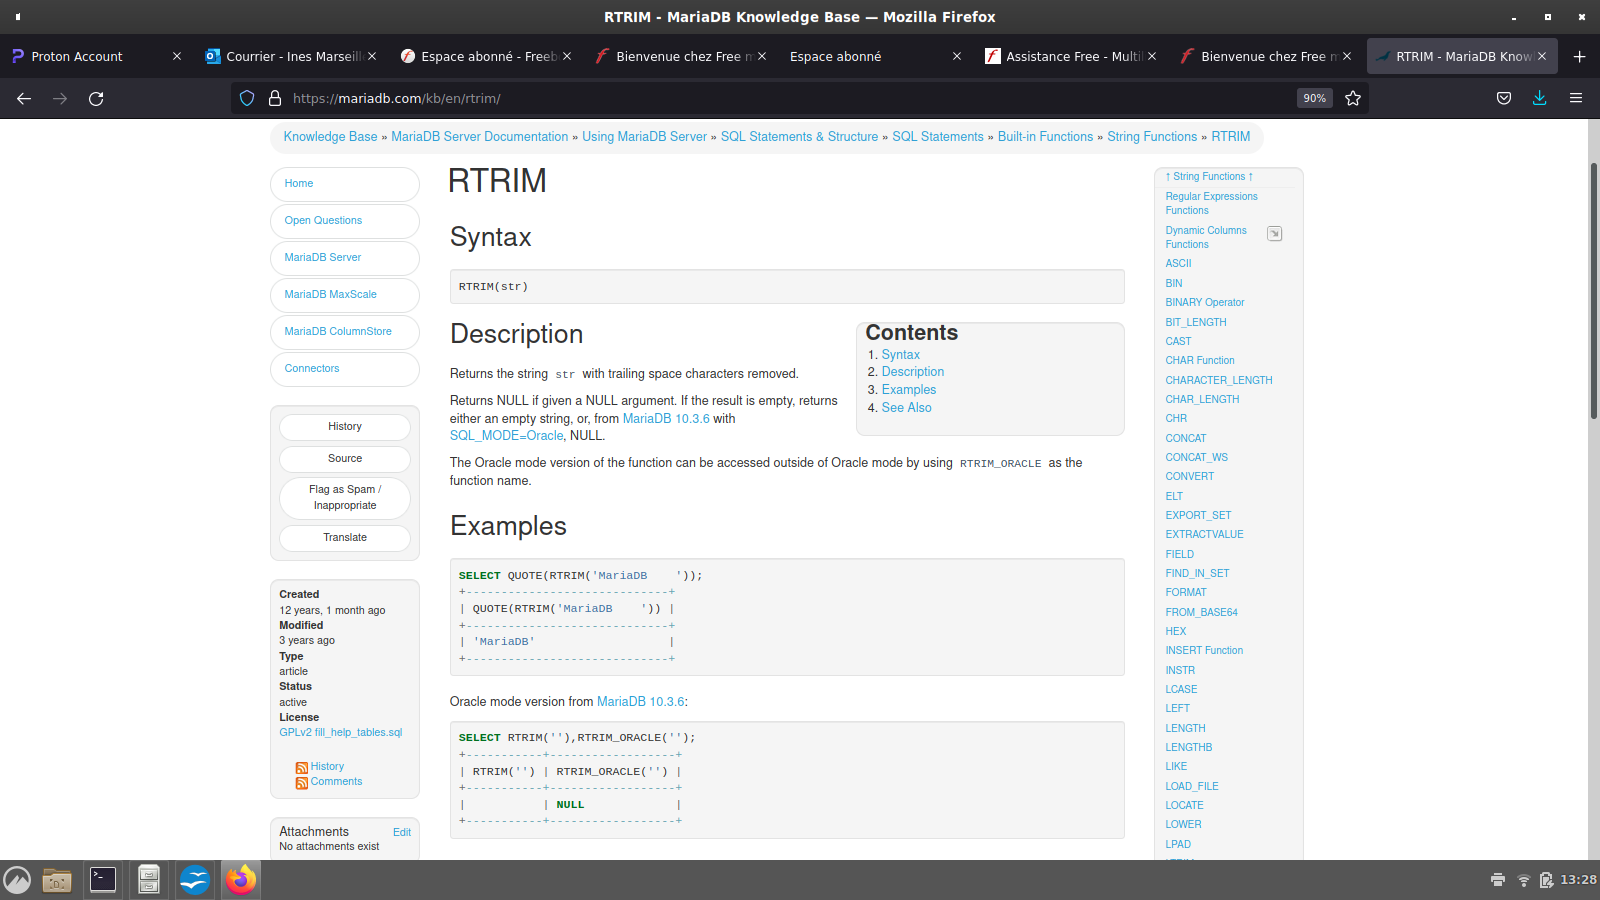 RTRIM - MariaDB Knowledge Base — Mozilla Firefox
Proton Account
Courrier - Ines Marseill
Espace abonné - Freeb
Bienvenue chez Free m
Espace abonné
Assistance Free - Multi
Bienvenue chez Free m
RTRIM - MariaDB Know
https://mariadb.com/kb/en/rtrim/
90%
Knowledge Base » MariaDB Server Documentation » Using MariaDB Server » SQL Statements & Structure » SQL Statements » Built-in Functions » String Functions » RTRIM
Home
Open Questions
MariaDB Server
MariaDB MaxScale
MariaDB ColumnStore
Connectors
History
Source
Flag as Spam /
Inappropriate
Translate
Created
12 years, 1 month ago
Modified
3 years ago
Type
article
Status
active
License
GPLv2 fill_help_tables.sql
History
Comments
Attachments Edit
No attachments exist
RTRIM
Syntax
RTRIM(str)
Description
Returns the string str with trailing space characters removed.
Returns NULL if given a NULL argument. If the result is empty, returns
either an empty string, or, from MariaDB 10.3.6 with
SQL_MODE=Oracle, NULL.
The Oracle mode version of the function can be accessed outside of Oracle mode by using RTRIM_ORACLE as the
function name.
Contents
1. Syntax
2. Description
3. Examples
4. See Also
Examples
SELECT QUOTE(RTRIM('MariaDB    '));
+-----------------------------+
| QUOTE(RTRIM('MariaDB    ')) |
+-----------------------------+
| 'MariaDB'                   |
+-----------------------------+
Oracle mode version from MariaDB 10.3.6:
SELECT RTRIM(''),RTRIM_ORACLE('');
+-----------+------------------+
| RTRIM('') | RTRIM_ORACLE('') |
+-----------+------------------+
|           | NULL             |
+-----------+------------------+
↑ String Functions ↑
Regular Expressions
Functions
Dynamic Columns
Functions
ASCII
BIN
BINARY Operator
BIT_LENGTH
CAST
CHAR Function
CHARACTER_LENGTH
CHAR_LENGTH
CHR
CONCAT
CONCAT_WS
CONVERT
ELT
EXPORT_SET
EXTRACTVALUE
FIELD
FIND_IN_SET
FORMAT
FROM_BASE64
HEX
INSERT Function
INSTR
LCASE
LEFT
LENGTH
LENGTHB
LIKE
LOAD_FILE
LOCATE
LOWER
LPAD
13:28